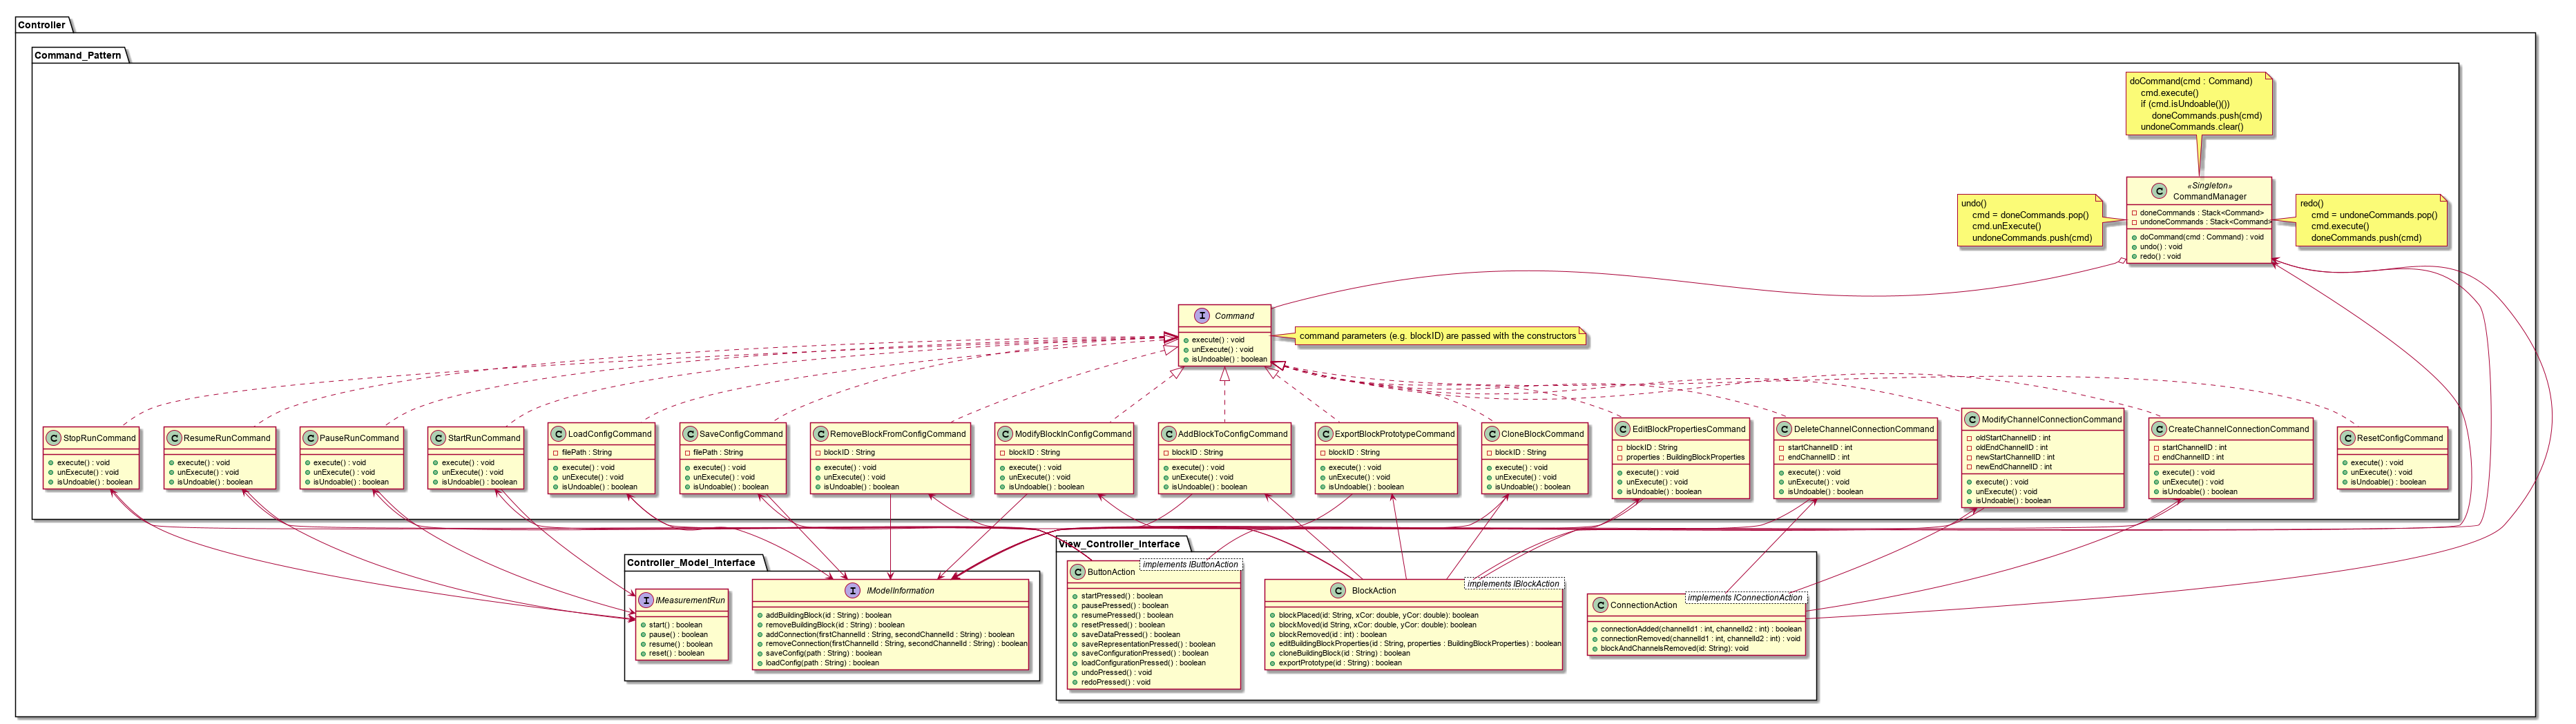 Controller
Command_Pattern
doCommand(cmd : Command)
cmd.execute()
if (cmd.isUndoable()())
doneCommands.push(cmd)
undoneCommands.clear()
«Singleton»
C CommandManager
doneCommands : Stack<Command>
undoneCommands : Stack<Command>
doCommand(cmd : Command) : void
undo() : void
redo() : void
undo()
cmd = doneCommands.pop()
cmd.unExecute()
undoneCommands.push(cmd)
redo()
cmd = undoneCommands.pop()
cmd.execute()
doneCommands.push(cmd)
I Command
execute() : void
unExecute() : void
isUndoable() : boolean
command parameters (e.g. blockID) are passed with the constructors
C StopRunCommand
execute() : void
unExecute() : void
isUndoable() : boolean
C ResumeRunCommand
execute() : void
unExecute() : void
isUndoable() : boolean
C PauseRunCommand
execute() : void
unExecute() : void
isUndoable() : boolean
C StartRunCommand
execute() : void
unExecute() : void
isUndoable() : boolean
C LoadConfigCommand
filePath : String
execute() : void
unExecute() : void
isUndoable() : boolean
C SaveConfigCommand
filePath : String
execute() : void
unExecute() : void
isUndoable() : boolean
C RemoveBlockFromConfigCommand
blockID : String
execute() : void
unExecute() : void
isUndoable() : boolean
C ModifyBlockInConfigCommand
blockID : String
execute() : void
unExecute() : void
isUndoable() : boolean
C AddBlockToConfigCommand
blockID : String
execute() : void
unExecute() : void
isUndoable() : boolean
C ExportBlockPrototypeCommand
blockID : String
execute() : void
unExecute() : void
isUndoable() : boolean
C CloneBlockCommand
blockID : String
execute() : void
unExecute() : void
isUndoable() : boolean
C EditBlockPropertiesCommand
blockID : String
properties : BuildingBlockProperties
execute() : void
unExecute() : void
isUndoable() : boolean
C DeleteChannelConnectionCommand
startChannelID : int
endChannelID : int
execute() : void
unExecute() : void
isUndoable() : boolean
C ModifyChannelConnectionCommand
oldStartChannelID : int
oldEndChannelID : int
newStartChannelID : int
newEndChannelID : int
execute() : void
unExecute() : void
isUndoable() : boolean
C CreateChannelConnectionCommand
startChannelID : int
endChannelID : int
execute() : void
unExecute() : void
isUndoable() : boolean
C ResetConfigCommand
execute() : void
unExecute() : void
isUndoable() : boolean
Controller_Model_Interface
I IMeasurementRun
start() : boolean
pause() : boolean
resume() : boolean
reset() : boolean
I IModelInformation
addBuildingBlock(id : String) : boolean
removeBuildingBlock(id : String) : boolean
addConnection(firstChannelId : String, secondChannelId : String) : boolean
removeConnection(firstChannelId : String, secondChannelId : String) : boolean
saveConfig(path : String) : boolean
loadConfig(path : String) : boolean
View_Controller_Interface
implements IButtonAction
C ButtonAction
startPressed() : boolean
pausePressed() : boolean
resumePressed() : boolean
resetPressed() : boolean
saveDataPressed() : boolean
saveRepresentationPressed() : boolean
saveConfigurationPressed() : boolean
loadConfigurationPressed() : boolean
undoPressed() : void
redoPressed() : void
implements IBlockAction
C BlockAction
blockPlaced(id: String, xCor: double, yCor: double): boolean
blockMoved(id String, xCor: double, yCor: double): boolean
blockRemoved(id : int) : boolean
editBuildingBlockProperties(id : String, properties : BuildingBlockProperties) : boolean
cloneBuildingBlock(id : String) : boolean
exportPrototype(id : String) : boolean
implements IConnectionAction
C ConnectionAction
connectionAdded(channelId1 : int, channelId2 : int) : boolean
connectionRemoved(channelId1 : int, channelId2 : int) : void
blockAndChannelsRemoved(id: String): void